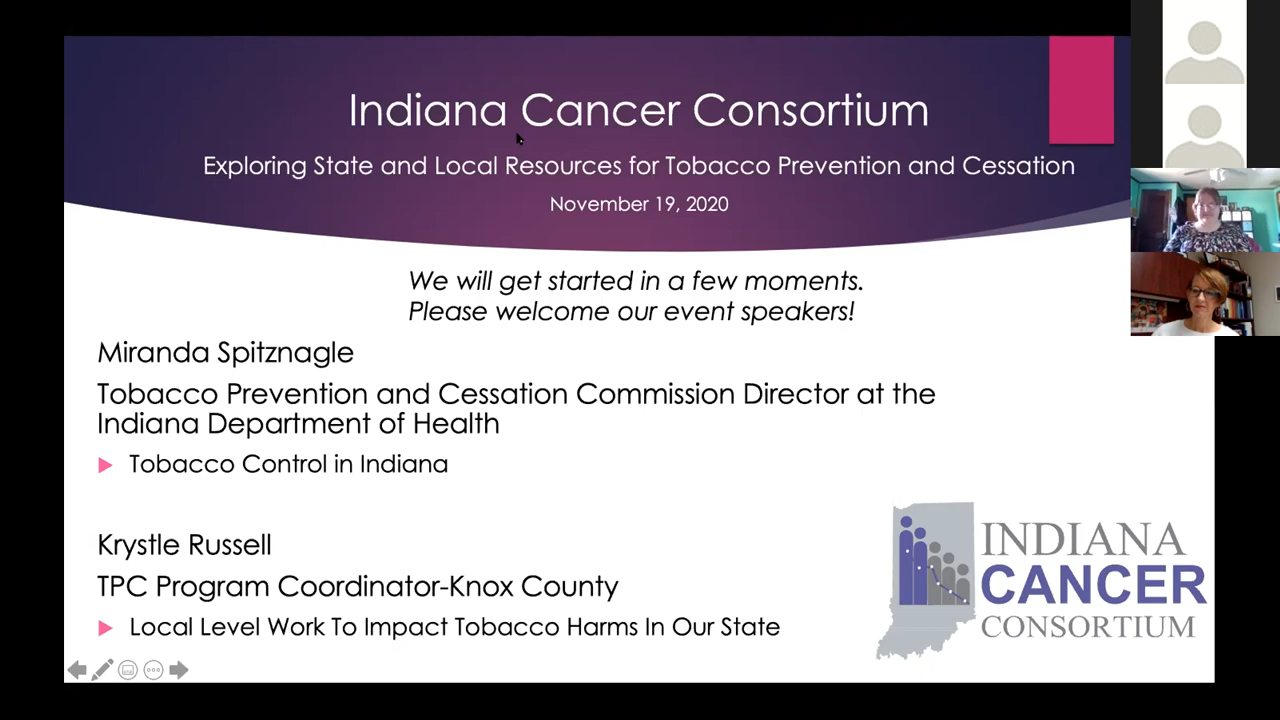 Indiana Cancer Consortium
Exploring State and Local Resources for Tobacco Prevention and Cessation
November 19, 2020
We will get started in a few moments.
Please welcome our event speakers!
Miranda Spitznagle
Tobacco Prevention and Cessation Commission Director at the
Indiana Department of Health
Tobacco Control in Indiana
Krystle Russell
TPC Program Coordinator-Knox County
Local Level Work To Impact Tobacco Harms In Our State
INDIANA
CANCER
CONSORTIUM